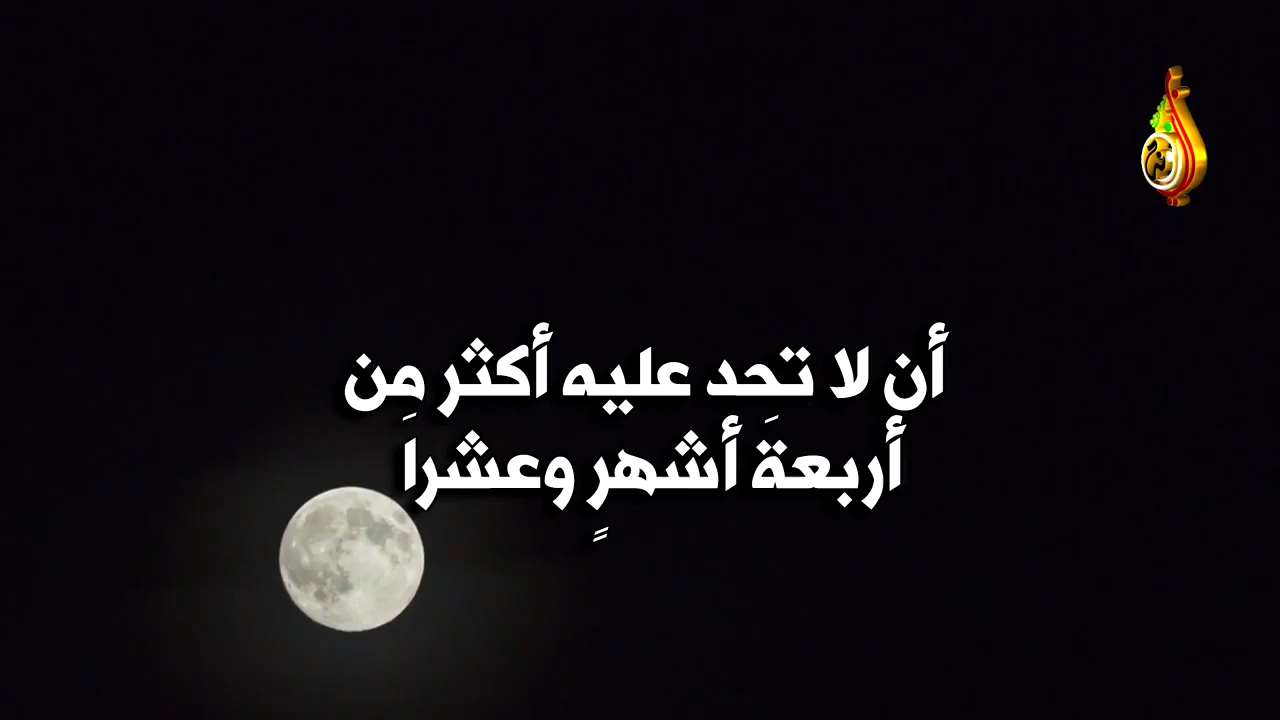 أن لا تحِد عليه أكثر مِن
أربعة أشهرٍ وعشرا